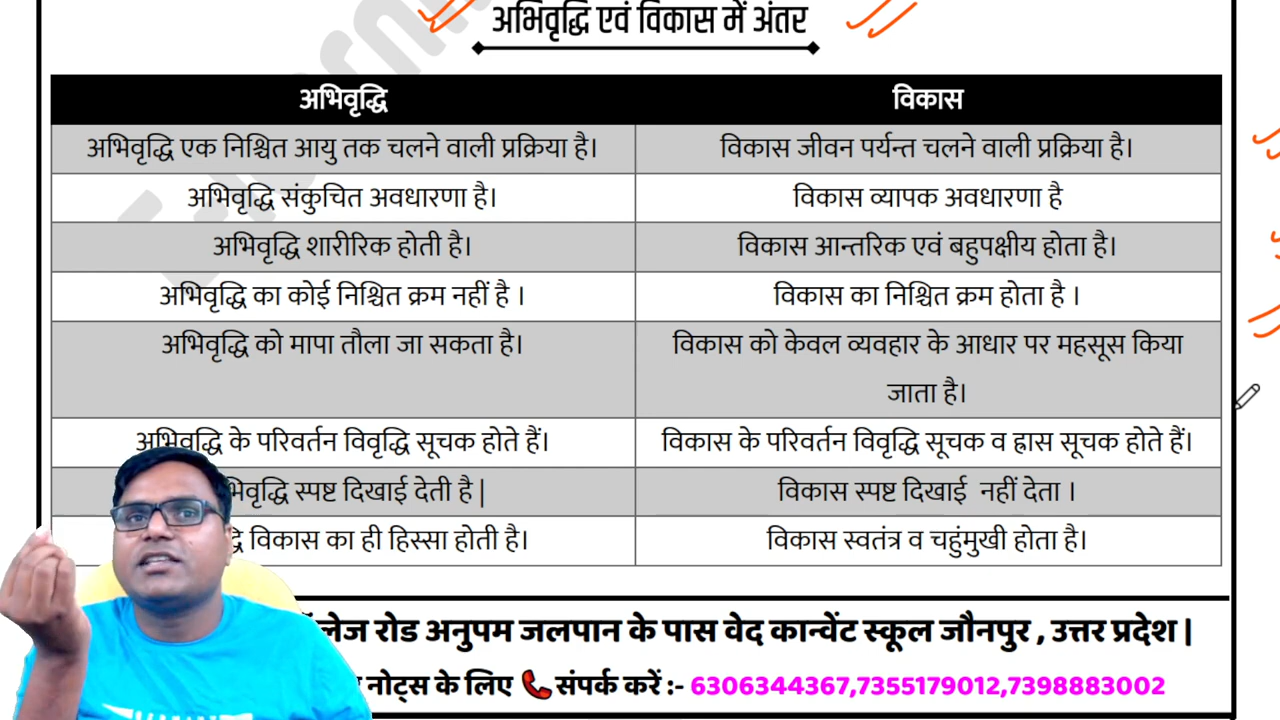 अभिवृद्धि एवं विकास में अंतर
अभिवृद्धि विकास
अभिवृद्धि एक निश्चित आयु तक चलने वाली प्रक्रिया है। विकास जीवन पर्यन्त चलने वाली प्रक्रिया है।
अभिवृद्धि संकुचित अवधारणा है। विकास व्यापक अवधारणा है
अभिवृद्धि शारीरिक होती है। विकास आन्तरिक एवं बहुपक्षीय होता है।
अभिवृद्धि का कोई निश्चित क्रम नहीं है । विकास का निश्चित क्रम होता है ।
अभिवृद्धि को मापा तौला जा सकता है। विकास को केवल व्यवहार के आधार पर महसूस किया
जाता है।
अभिवृद्धि के परिवर्तन विवृद्धि सूचक होते हैं। विकास के परिवर्तन विवृद्धि सूचक व ह्रास सूचक होते हैं।
स्पष्ट दिखाई देती है | विकास स्पष्ट दिखाई नहीं देता ।
विकास का ही हिस्सा होती है। विकास स्वतंत्र व चहुंमुखी होता है।
रोड अनुपम जलपान के पास वेद कान्वेंट स्कूल जौनपुर , उत्तर प्रदेश |
नोट्स के लिए संपर्क करें :- 6306344367,7355179012,7398883002